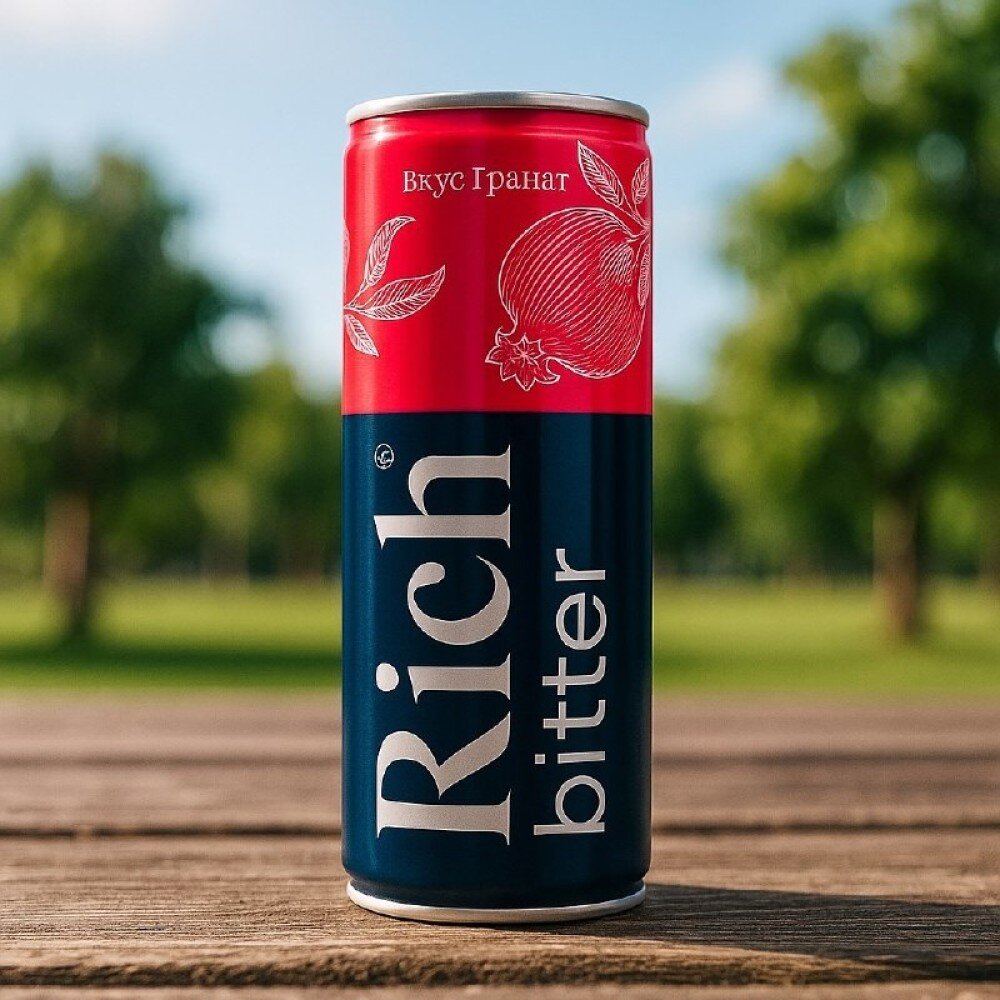 Вкус Гранат
Rich
bitter